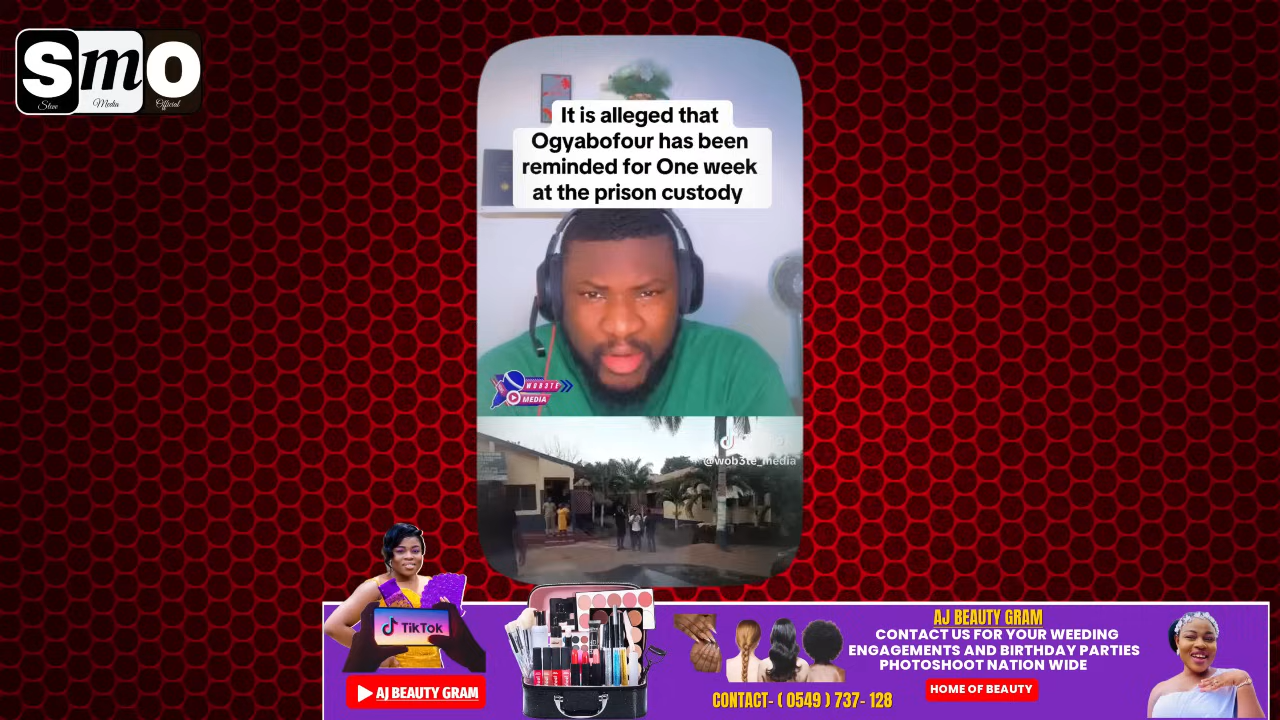 SmO
Steve Media Official
It is alleged that
Ogyabofour has been
reminded for One week
at the prison custody
WOB3TE
MEDIA
@wob3te_media
TikTok
AJ BEAUTY GRAM
AJ BEAUTY GRAM
CONTACT US FOR YOUR WEEDING
ENGAGEMENTS AND BIRTHDAY PARTIES
PHOTOSHOOT NATION WIDE
HOME OF BEAUTY
CONTACT- ( 0549 ) 737- 128